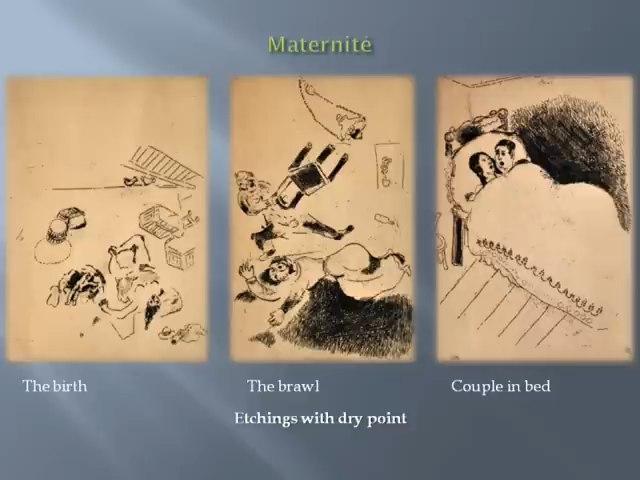 Maternité
The birth
The brawl
Couple in bed
Etchings with dry point